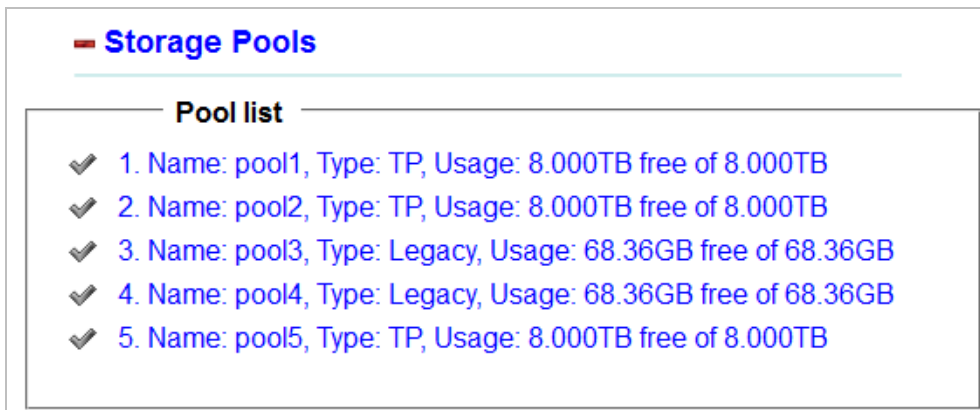 Storage Pools
Pool list
1. Name: pool1, Type: TP, Usage: 8.000TB free of 8.000TB
2. Name: pool2, Type: TP, Usage: 8.000TB free of 8.000TB
3. Name: pool3, Type: Legacy, Usage: 68.36GB free of 68.36GB
4. Name: pool4, Type: Legacy, Usage: 68.36GB free of 68.36GB
5. Name: pool5, Type: TP, Usage: 8.000TB free of 8.000TB